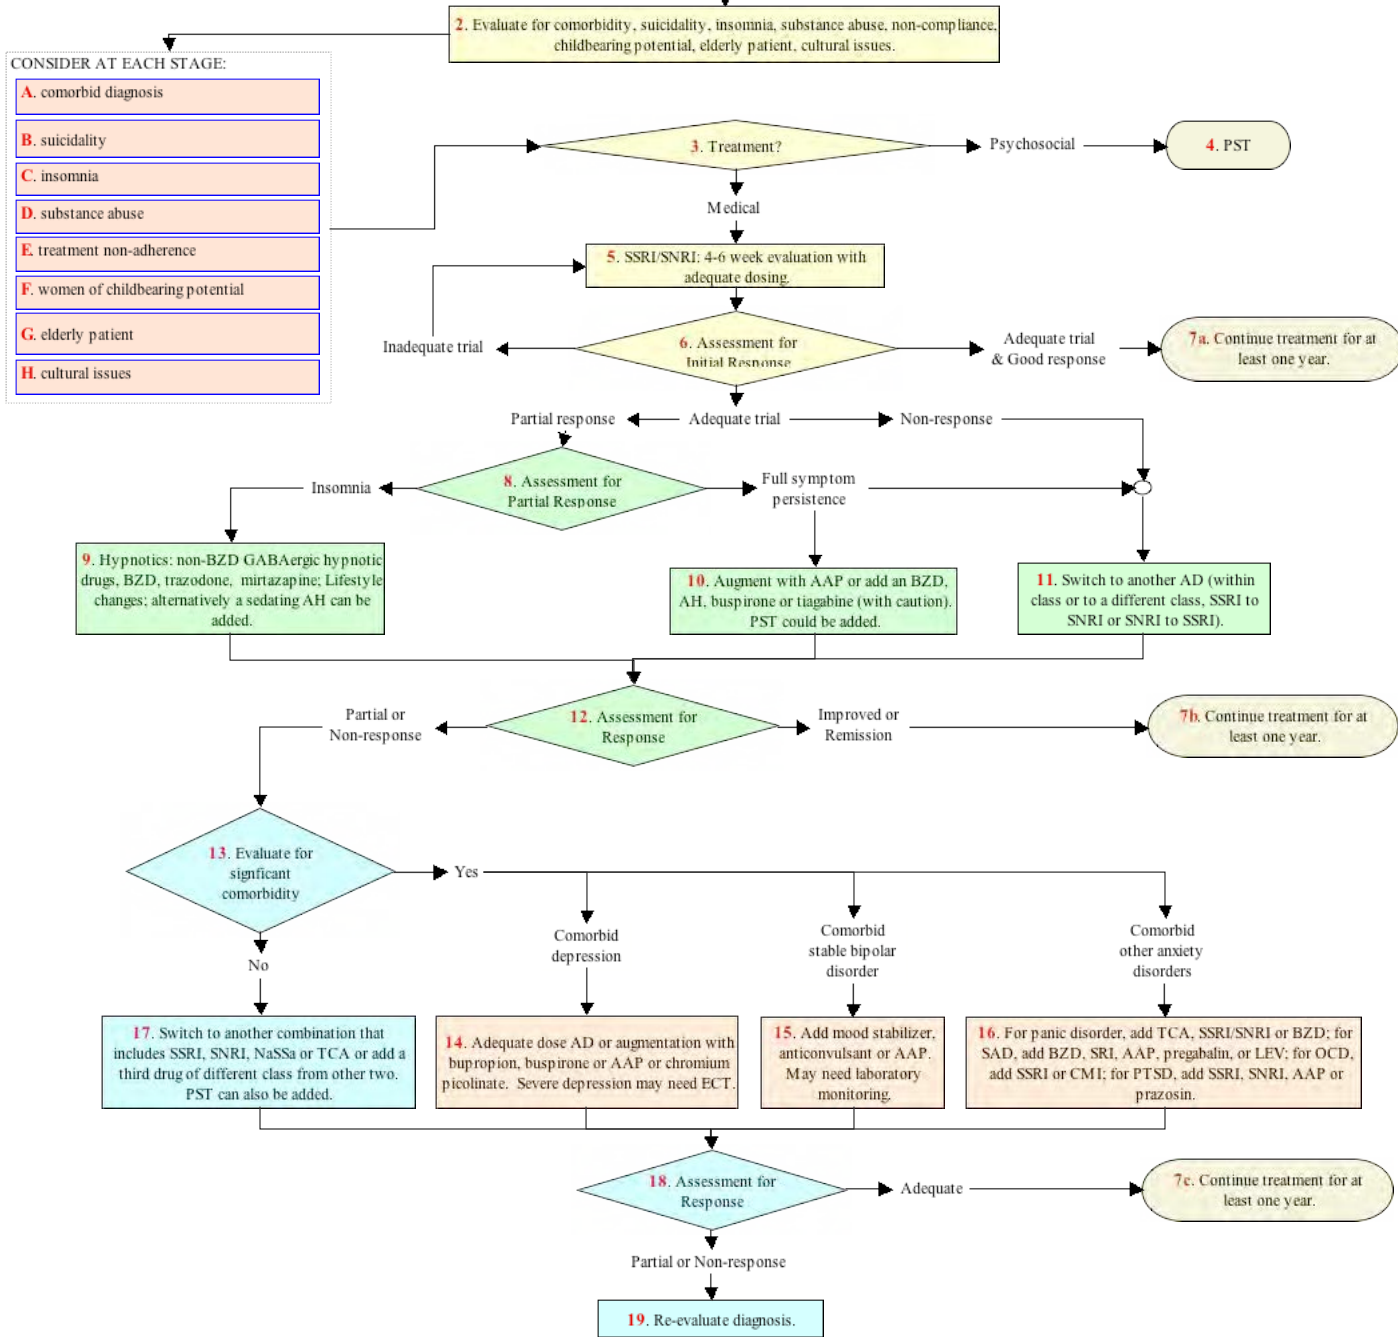 2. Evaluate for comorbidity, suicidality, insomnia, substance abuse, non-compliance,
childbearing potential, elderly patient, cultural issues.
CONSIDER AT EACH STAGE:
A. comorbid diagnosis
B. suicidality
C. insomnia
D. substance abuse
E. treatment non-adherence
F. women of childbearing potential
G. elderly patient
H. cultural issues
3. Treatment?
Psychosocial
4. PST
Medical
5. SSRI/SNRI: 4-6 week evaluation with
adequate dosing.
Inadequate trial
6. Assessment for
Initial Response
Adequate trial
& Good response
7a. Continue treatment for at
least one year.
Partial response
Adequate trial
Non-response
Insomnia
8. Assessment for
Partial Response
Full symptom
persistence
9. Hypnotics: non-BZD GABAergic hypnotic
drugs, BZD, trazodone, mirtazapine; Lifestyle
changes; alternatively a sedating AH can be
added.
10. Augment with AAP or add an BZD,
AH, buspirone or tiagabine (with caution).
PST could be added.
11. Switch to another AD (within
class or to a different class, SSRI to
SNRI or SNRI to SSRI).
Partial or
Non-response
12. Assessment for
Response
Improved or
Remission
7b. Continue treatment for at
least one year.
13. Evaluate for
signficant
comorbidity
Yes
No
Comorbid
depression
Comorbid
stable bipolar
disorder
Comorbid
other anxiety
disorders
17. Switch to another combination that
includes SSRI, SNRI, NaSSa or TCA or add a
third drug of different class from other two.
PST can also be added.
14. Adequate dose AD or augmentation with
bupropion, buspirone or AAP or chromium
picolinate. Severe depression may need ECT.
15. Add mood stabilizer,
anticonvulsant or AAP.
May need laboratory
monitoring.
16. For panic disorder, add TCA, SSRI/SNRI or BZD; for
SAD, add BZD, SRI, AAP, pregabalin, or LEV; for OCD,
add SSRI or CMI; for PTSD, add SSRI, SNRI, AAP or
prazosin.
18. Assessment for
Response
Adequate
7c. Continue treatment for at
least one year.
Partial or Non-response
19. Re-evaluate diagnosis.